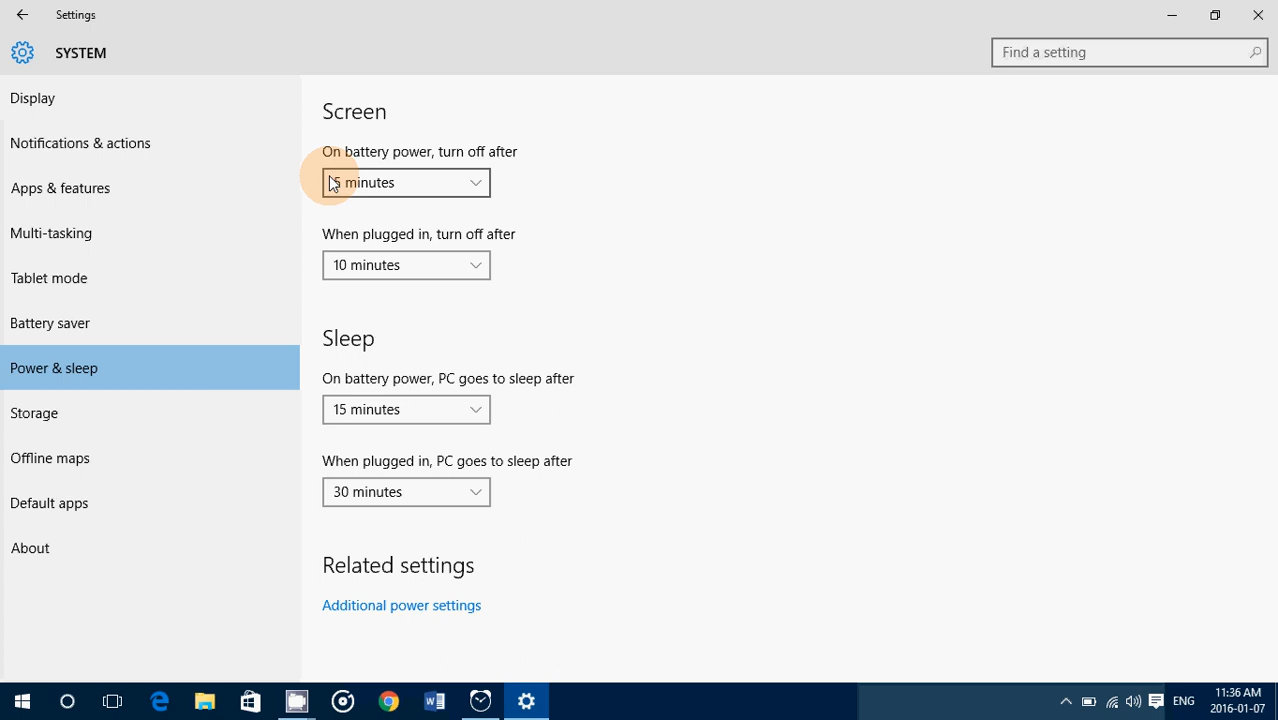 Settings
SYSTEM
Find a setting
Display
Notifications & actions
Apps & features
Multi-tasking
Tablet mode
Battery saver
Power & sleep
Storage
Offline maps
Default apps
About
Screen
On battery power, turn off after
5 minutes
When plugged in, turn off after
10 minutes
Sleep
On battery power, PC goes to sleep after
15 minutes
When plugged in, PC goes to sleep after
30 minutes
Related settings
Additional power settings
ENG
11:36 AM
2016-01-07